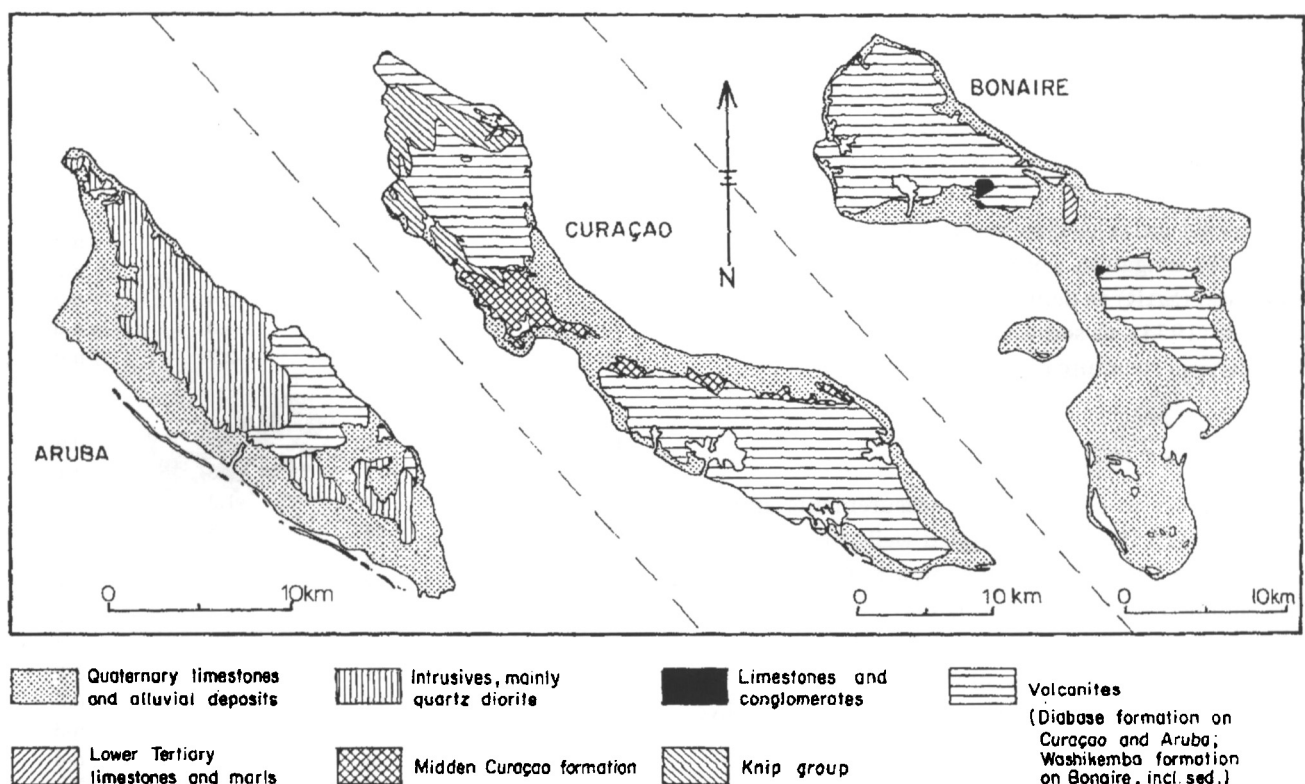 BONAIRE
CURAÇAO
N
ARUBA
0 10km
0 10 km
0 10km
Quaternary limestones
and alluvial deposits
Intrusives, mainly
quartz diorite
Limestones and
conglomerates
Volcanites
(Diabase formation on
Curaçao and Aruba;
Washikemba formation
on Bonaire, incl. sed.)
Lower Tertiary
limestones and marls
Midden Curaçao formation
Knip group